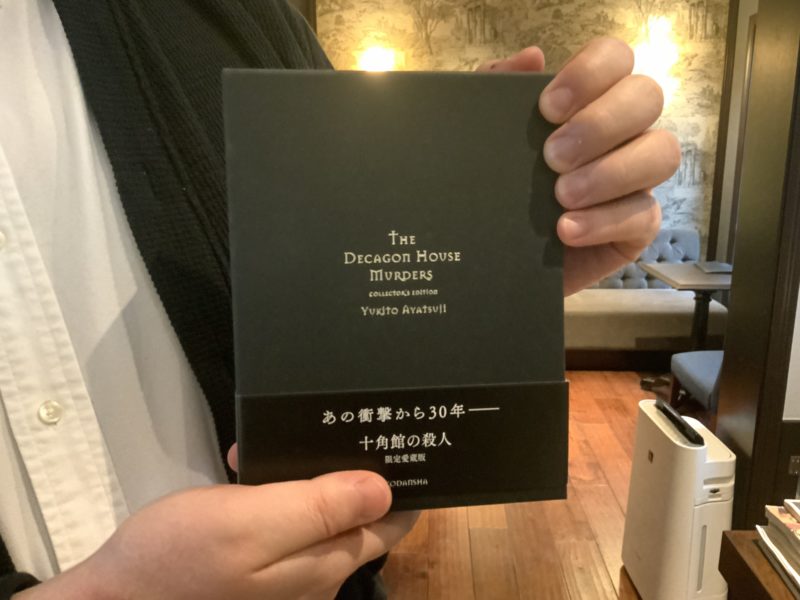 The
Decagon House
Murders
Collector's Edition
Yukito Ayatsuji
あの衝撃から30年──
十角館の殺人
限定愛蔵版
KODANSHA